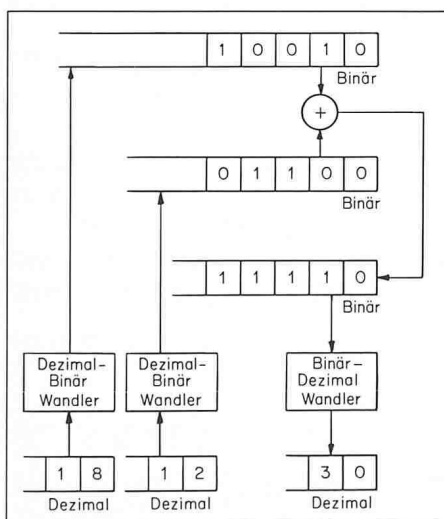 1 0 0 1 0
Binär
+
0 1 1 0 0
Binär
1 1 1 1 0
Binär
Dezimal-
Binär
Wandler
Dezimal-
Binär
Wandler
Binär-
Dezimal
Wandler
1 8
Dezimal
1 2
Dezimal
3 0
Dezimal